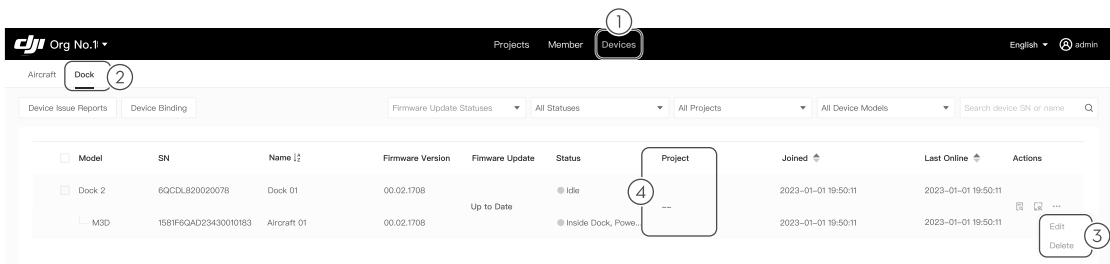 1
dji Org No.1 Projects Member Devices English admin
Aircraft Dock 2
Device Issue Reports Device Binding Firmware Update Statuses All Statuses All Projects All Device Models Search device SN or name
Model SN Name Firmware Version Fimware Update Status Project Joined Last Online Actions
Dock 2 6QCDL820020078 Dock 01 00.02.1708 Idle 4 2023-01-01 19:50:11 2023-01-01 19:50:11
Up to Date -- ...
M3D 1581F6QAD23430010183 Aircraft 01 00.02.1708 Inside Dock, Powe... 2023-01-01 19:50:11 2023-01-01 19:50:11
Edit 3
Delete